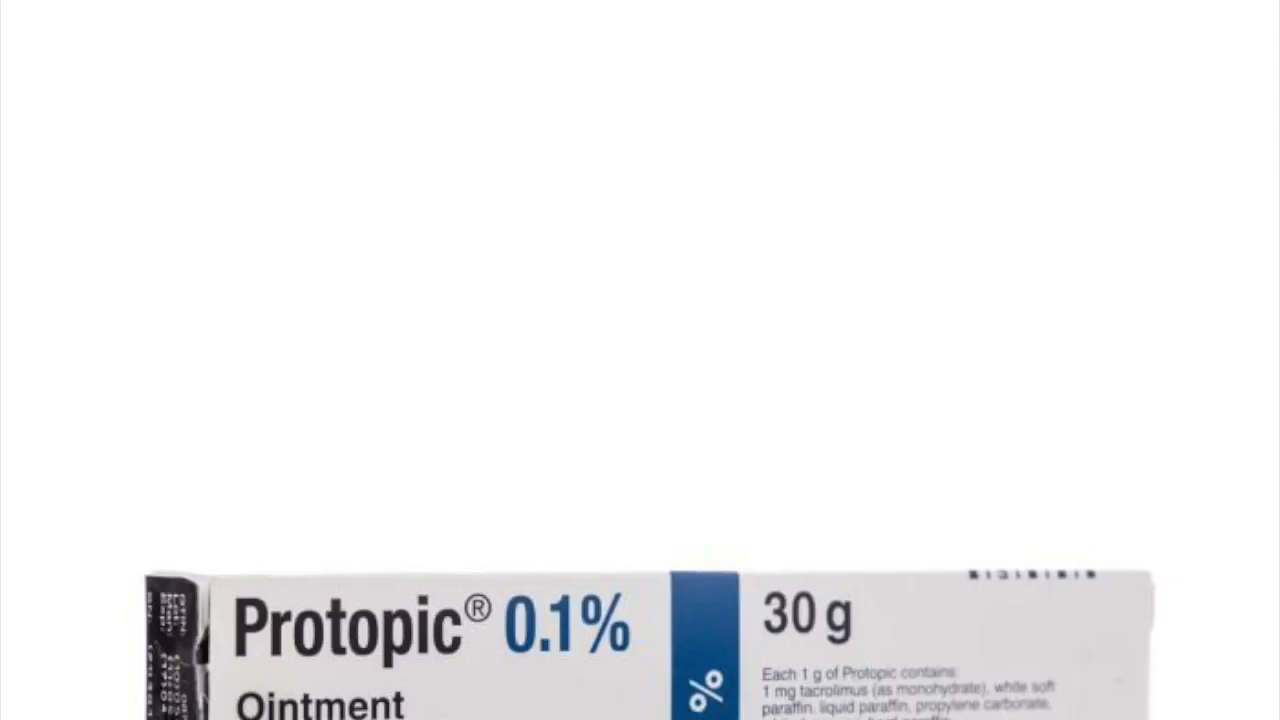 Protopic® 0.1%
Ointment
%
30 g
Each 1 g of Protopic contains:
1 mg tacrolimus (as monohydrate), white soft
paraffin, liquid paraffin, propylene carbonate,